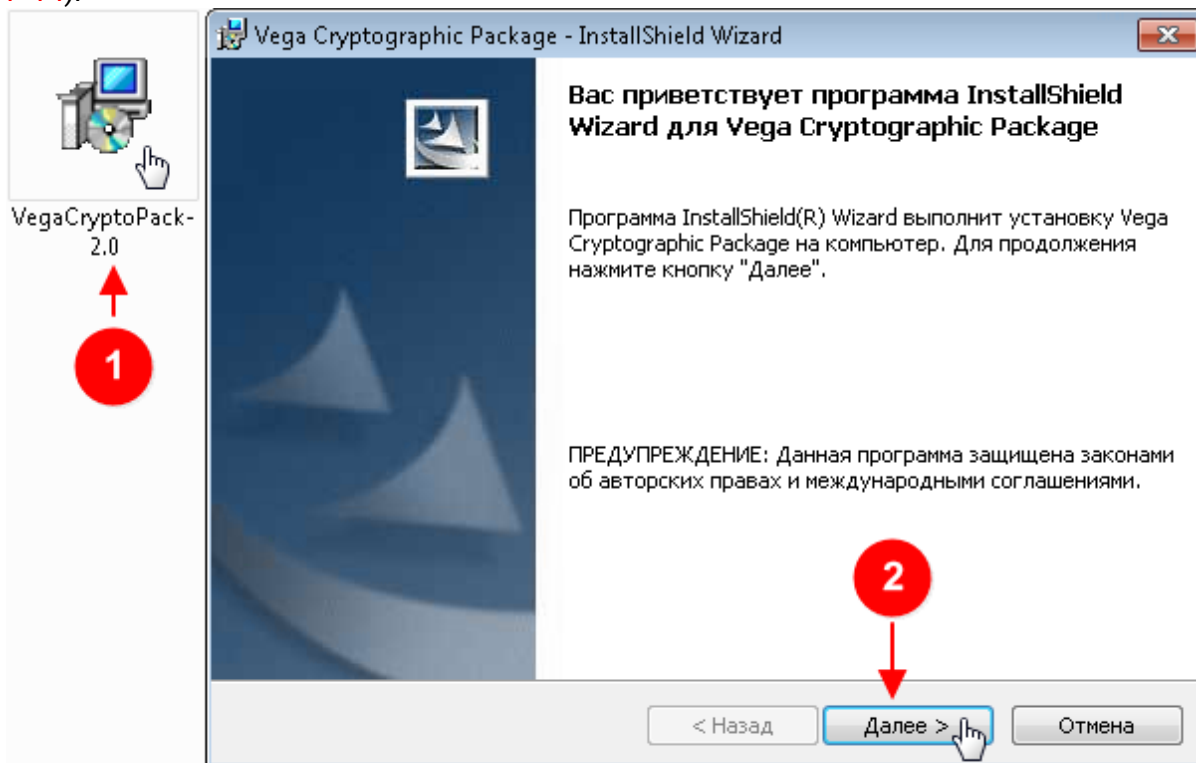 Vega Cryptographic Package - InstallShield Wizard
VegaCryptoPack-
2.0
1
Вас приветствует программа InstallShield
Wizard для Vega Cryptographic Package
Программа InstallShield(R) Wizard выполнит установку Vega
Cryptographic Package на компьютер. Для продолжения
нажмите кнопку "Далее".
ПРЕДУПРЕЖДЕНИЕ: Данная программа защищена законами
об авторских правах и международными соглашениями.
2
< Назад
Далее >
Отмена